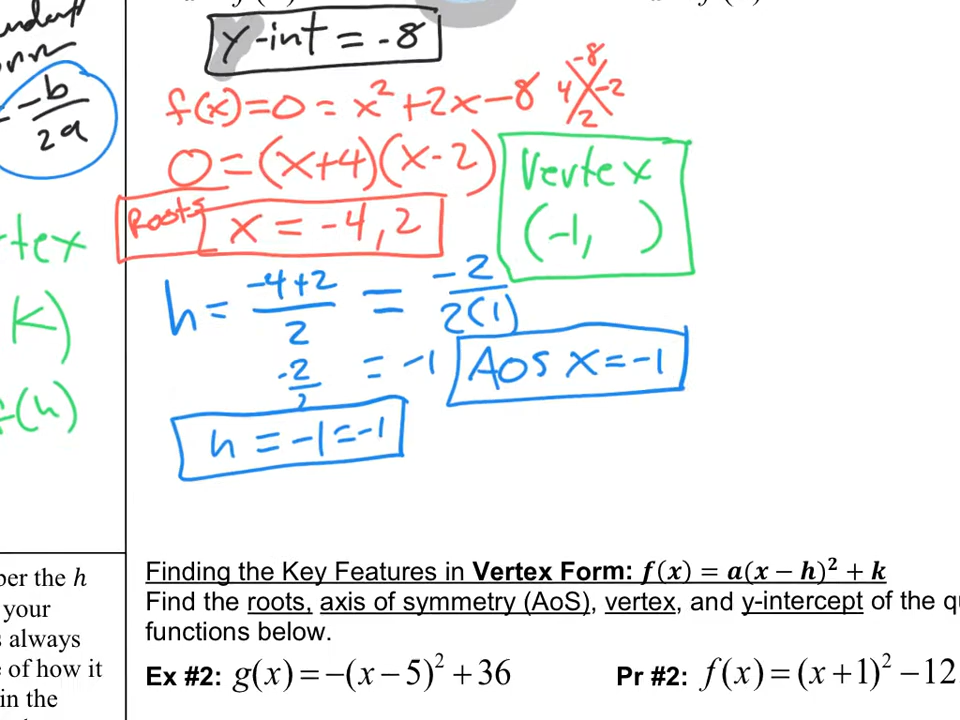 y-int = -8
f(x)=0 = x² +2x-8
-8
4 -2
2
0=(x+4)(x-2)
Roots x = -4,2
Vertex
(-1, )
h = -4+2/2 = -2/2(1)
-2/2 = -1
AOS x=-1
h = -1=-1
-b/2a
k)
(h)
per the h
your
always
of how it
in the
Finding the Key Features in Vertex Form: f(x) = a(x − h)² + k
Find the roots, axis of symmetry (AoS), vertex, and y-intercept of the
functions below.
Ex #2: g(x) = −(x − 5)² + 36
Pr #2: f(x) = (x + 1)² − 12